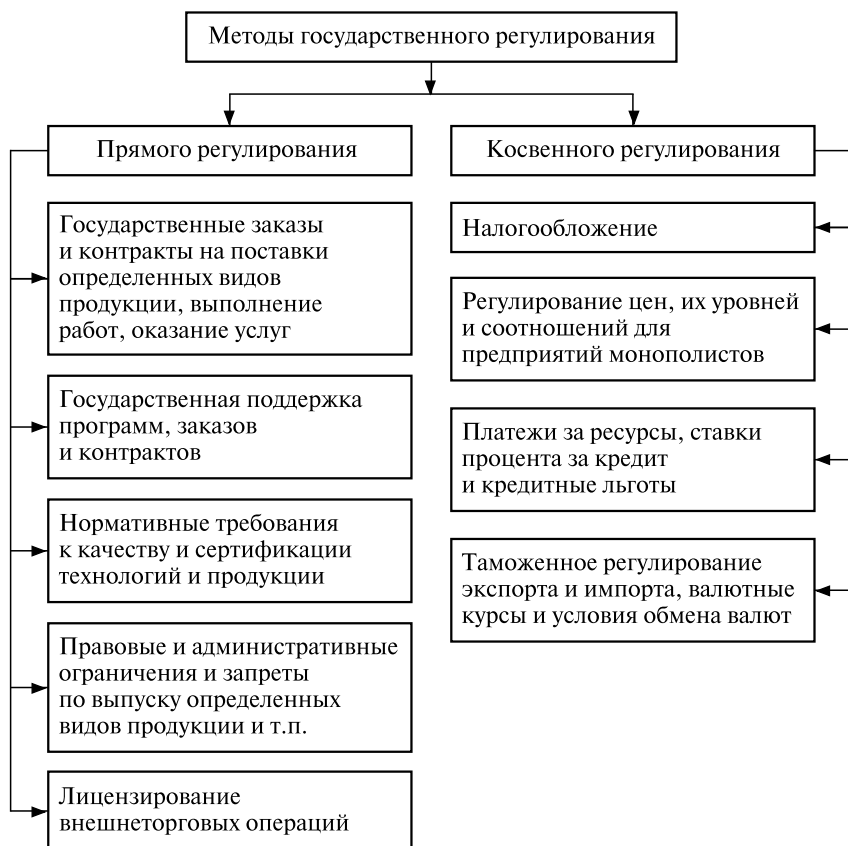 Методы государственного регулирования
Прямого регулирования
Государственные заказы
и контракты на поставки
определенных видов
продукции, выполнение
работ, оказание услуг
Государственная поддержка
программ, заказов
и контрактов
Нормативные требования
к качеству и сертификации
технологий и продукции
Правовые и административные
ограничения и запреты
по выпуску определенных
видов продукции и т.п.
Лицензирование
внешнеторговых операций
Косвенного регулирования
Налогообложение
Регулирование цен, их уровней
и соотношений для
предприятий монополистов
Платежи за ресурсы, ставки
процента за кредит
и кредитные льготы
Таможенное регулирование
экспорта и импорта, валютные
курсы и условия обмена валют